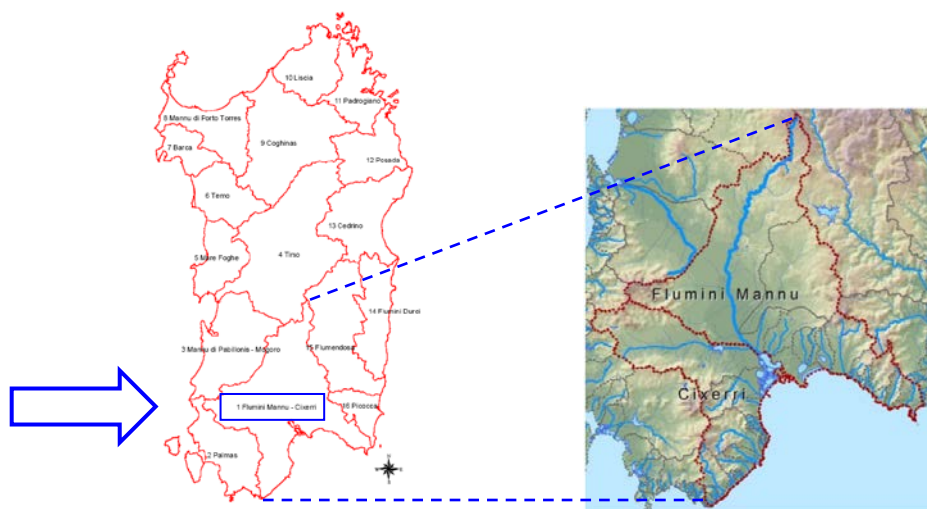 10 Liscia
11 Padrogiano
8 Mannu di Porto Torres
7 Barca
9 Coghinas
12 Posada
6 Temo
13 Cedrino
5 Mare Foghe
4 Tirso
14 Flumini Durci
3 Mannu di Pabillonis - Mogoro
15 Flumendosa
1 Flumini Mannu - Cixerri
16 Picocca
2 Palmas
N
W
E
S
Flumini Mannu
Cixerri